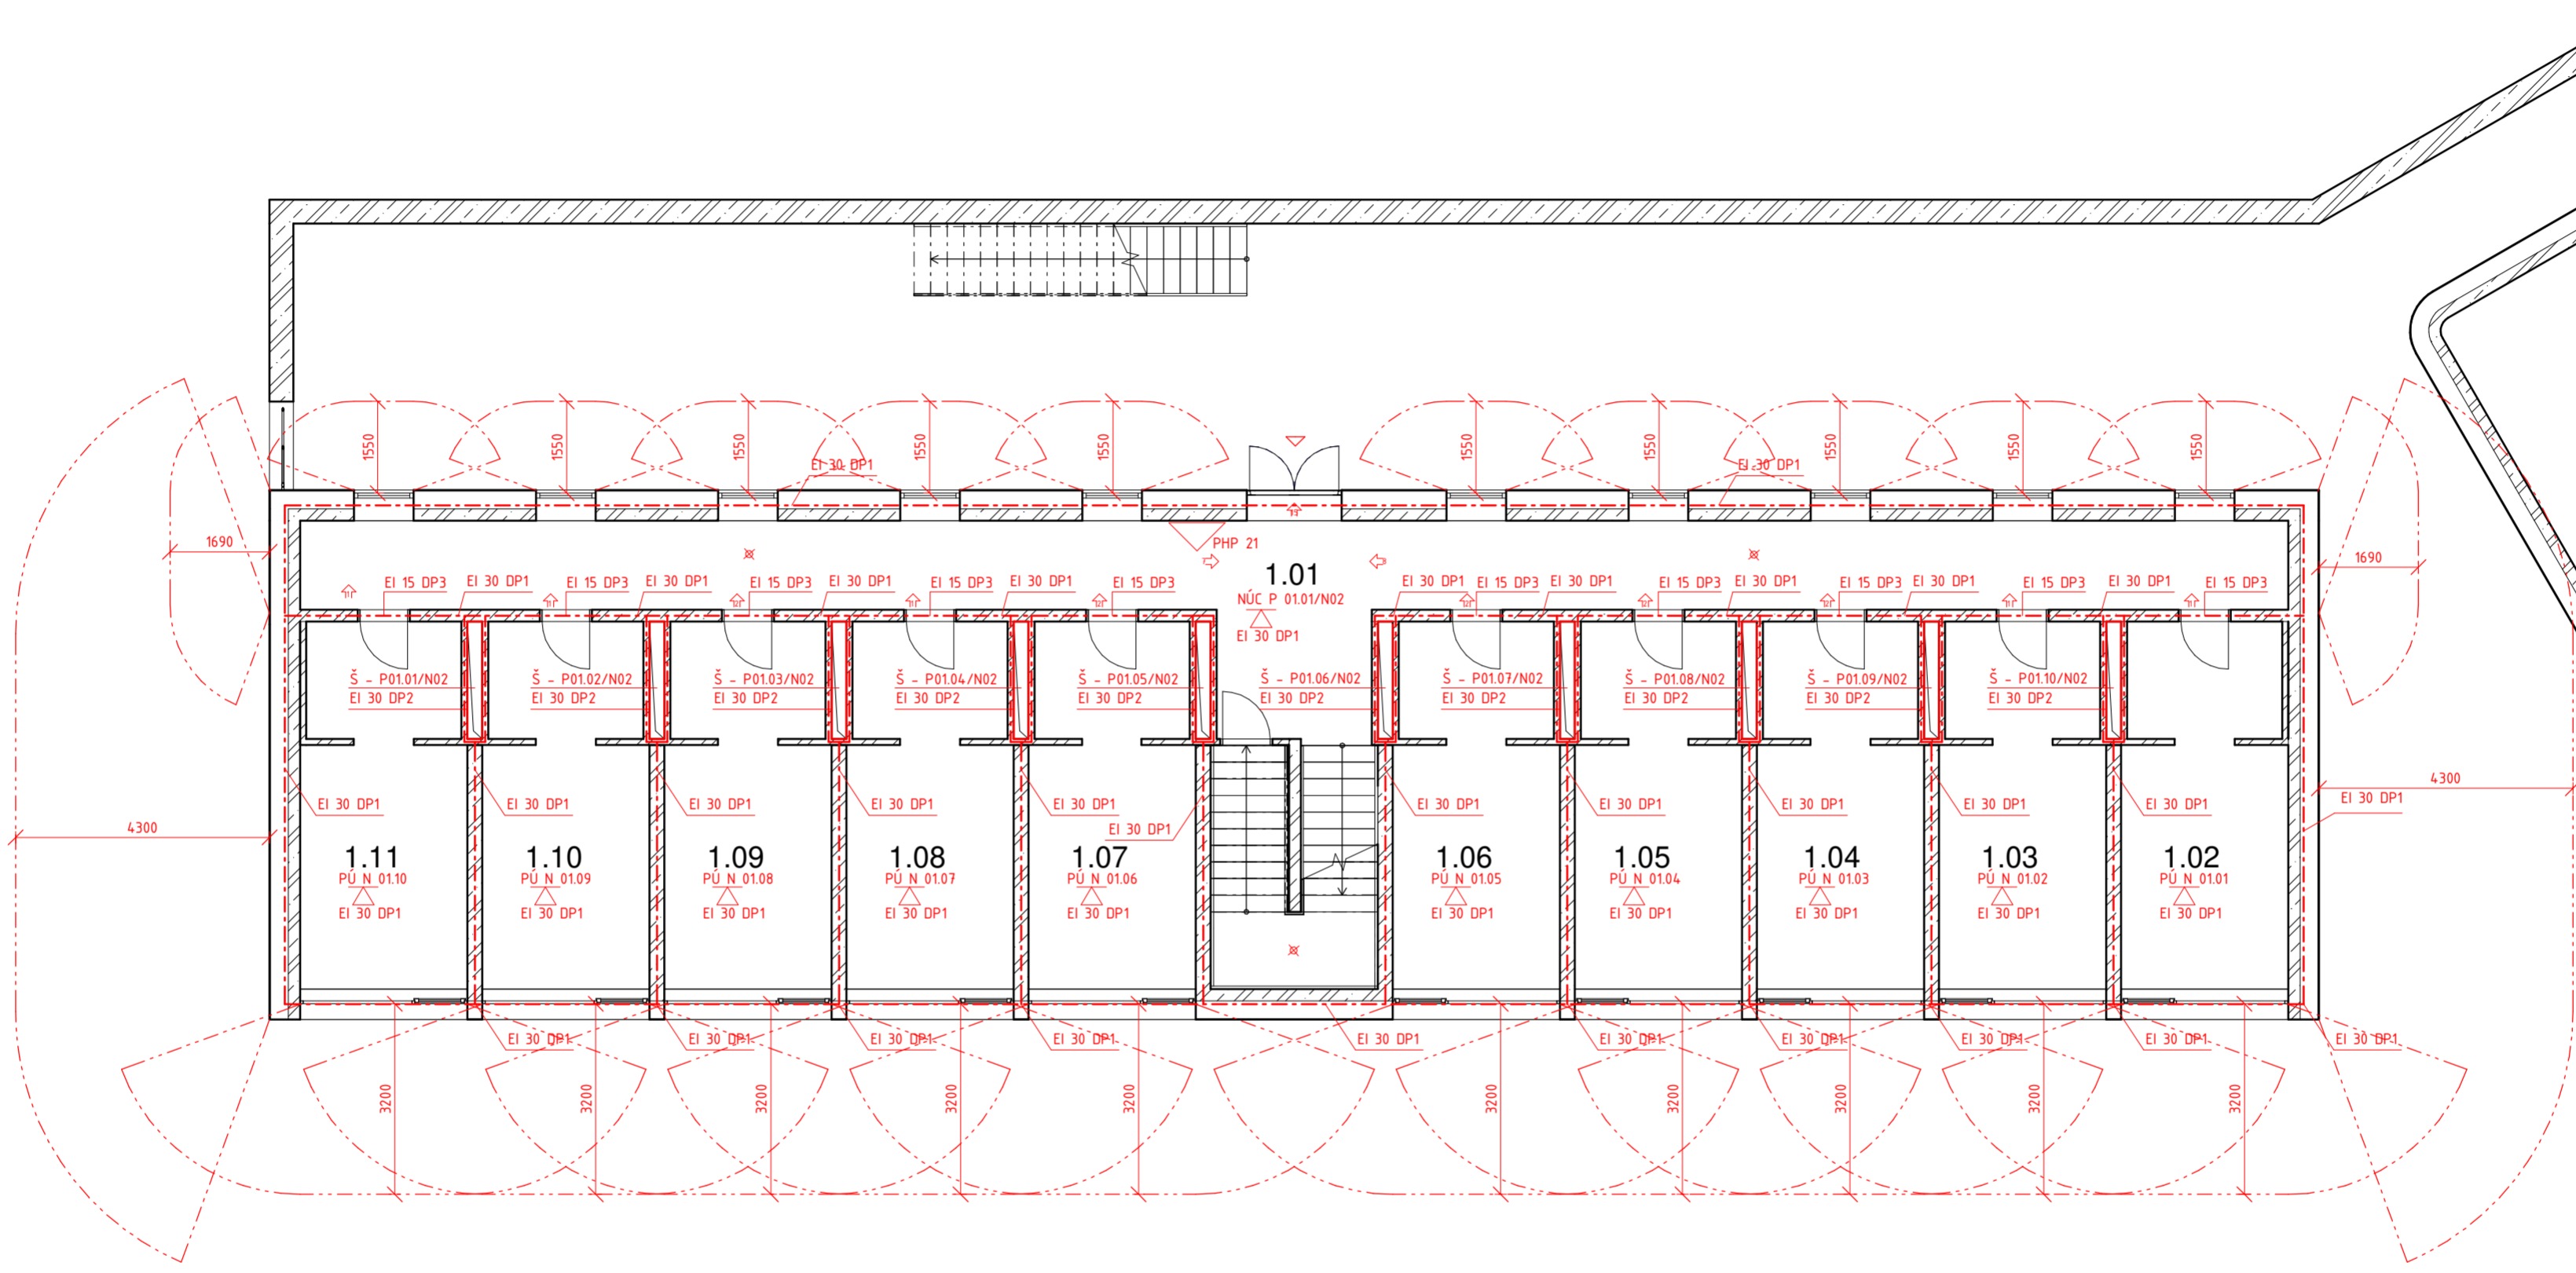 1550 1550 1550 1550 1550 1550 1550 1550 1550 1550
EI 30 DP1 EI 30 DP1
1690 PHP 21 1690
1.01
NÚC P 01.01/N02
EI 30 DP1
EI 15 DP3 EI 30 DP1 EI 15 DP3 EI 30 DP1 EI 15 DP3 EI 30 DP1 EI 15 DP3 EI 30 DP1 EI 15 DP3 EI 30 DP1 EI 15 DP3 EI 30 DP1 EI 15 DP3 EI 30 DP1 EI 15 DP3 EI 30 DP1 EI 15 DP3 EI 30 DP1 EI 15 DP3
Š - P01.01/N02 Š - P01.02/N02 Š - P01.03/N02 Š - P01.04/N02 Š - P01.05/N02 Š - P01.06/N02 Š - P01.07/N02 Š - P01.08/N02 Š - P01.09/N02 Š - P01.10/N02
EI 30 DP2 EI 30 DP2 EI 30 DP2 EI 30 DP2 EI 30 DP2 EI 30 DP2 EI 30 DP2 EI 30 DP2 EI 30 DP2 EI 30 DP2
4300 EI 30 DP1
EI 30 DP1 EI 30 DP1 EI 30 DP1 EI 30 DP1 EI 30 DP1 EI 30 DP1 EI 30 DP1 EI 30 DP1 EI 30 DP1 EI 30 DP1
4300 EI 30 DP1
1.11 1.10 1.09 1.08 1.07 1.06 1.05 1.04 1.03 1.02
PÚ N 01.10 PÚ N 01.09 PÚ N 01.08 PÚ N 01.07 PÚ N 01.06 PÚ N 01.05 PÚ N 01.04 PÚ N 01.03 PÚ N 01.02 PÚ N 01.01
EI 30 DP1 EI 30 DP1 EI 30 DP1 EI 30 DP1 EI 30 DP1 EI 30 DP1 EI 30 DP1 EI 30 DP1 EI 30 DP1 EI 30 DP1
EI 30 DP1 EI 30 DP1 EI 30 DP1 EI 30 DP1 EI 30 DP1 EI 30 DP1 EI 30 DP1 EI 30 DP1 EI 30 DP1 EI 30 DP1
3200 3200 3200 3200 3200 3200 3200 3200 3200 3200